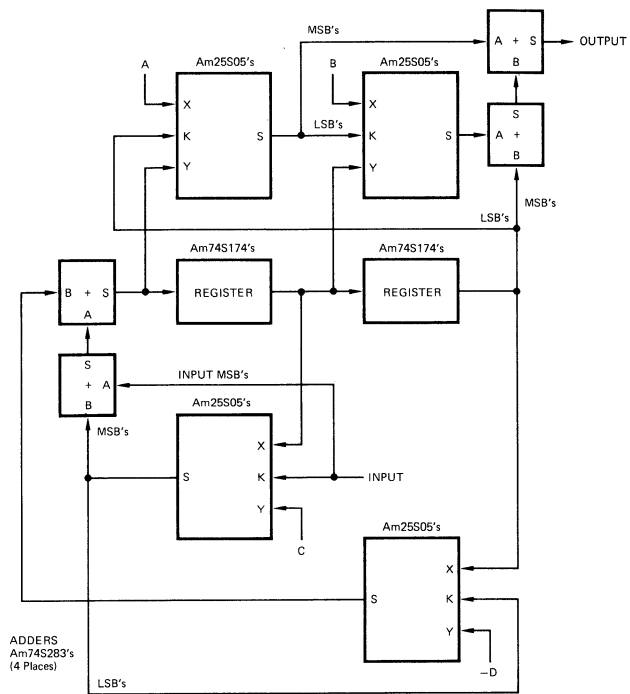 MSB's
A + S
OUTPUT
B
Am25S05's
Am25S05's
A
B
X
K
Y
S
LSB's
X
K
Y
S
S
A +
B
MSB's
LSB's
Am74S174's
Am74S174's
B + S
A
REGISTER
REGISTER
S
+ A
B
INPUT MSB's
Am25S05's
MSB's
S
X
K
Y
INPUT
C
Am25S05's
S
X
K
Y
–D
ADDERS
Am74S283's
(4 Places)
LSB's